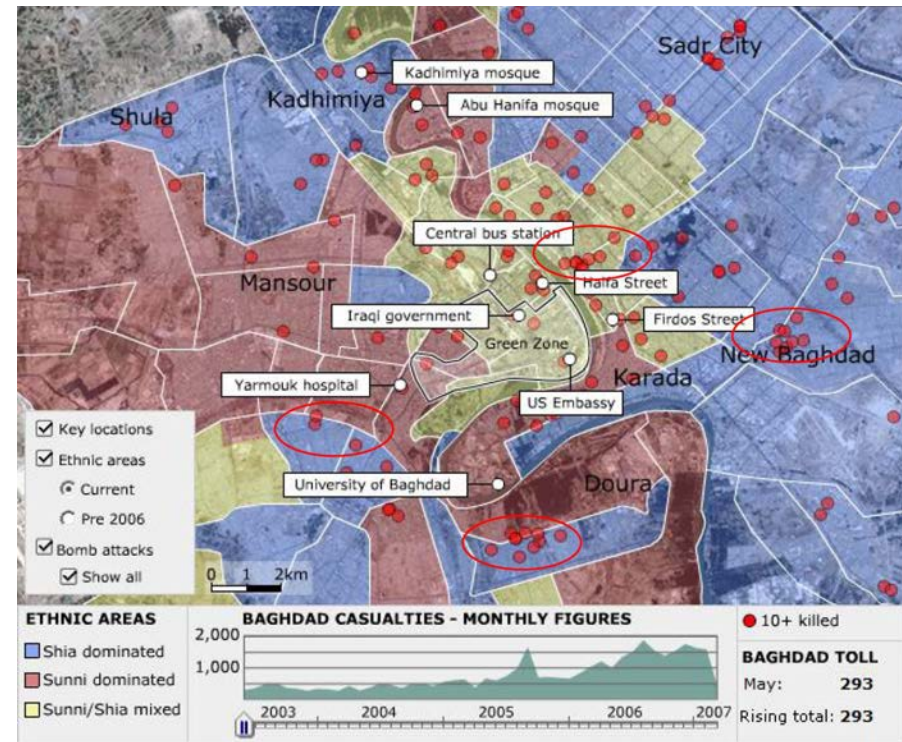 Sadr City
Kadhimiya mosque
Kadhimiya
Abu Hanifa mosque
Shula
Central bus station
Mansour
Haifa Street
Iraqi government
Firdos Street
Green Zone
New Baghdad
Yarmouk hospital
Karada
US Embassy
Key locations
Ethnic areas
Current
Pre 2006
Bomb attacks
Show all
University of Baghdad
Doura
0 1 2km
ETHNIC AREAS
Shia dominated
Sunni dominated
Sunni/Shia mixed
BAGHDAD CASUALTIES - MONTHLY FIGURES
2,000
1,000
2003 2004 2005 2006 2007
10+ killed
BAGHDAD TOLL
May: 293
Rising total: 293